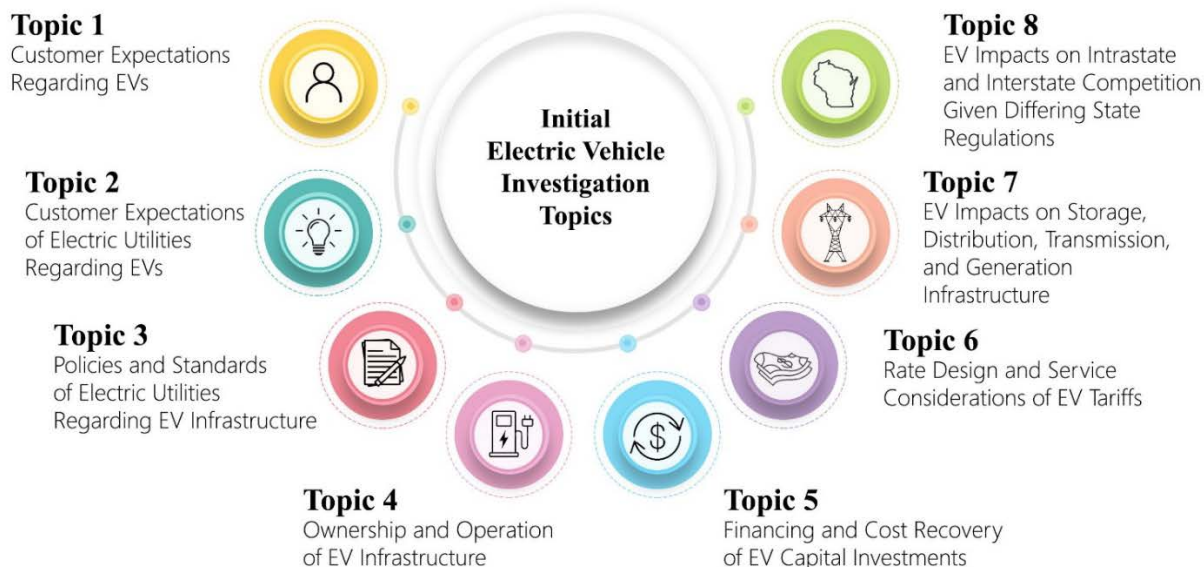 Initial
Electric Vehicle
Investigation
Topics
Topic 1
Customer Expectations
Regarding EVs
Topic 2
Customer Expectations
of Electric Utilities
Regarding EVs
Topic 3
Policies and Standards
of Electric Utilities
Regarding EV Infrastructure
Topic 4
Ownership and Operation
of EV Infrastructure
$
Topic 5
Financing and Cost Recovery
of EV Capital Investments
Topic 6
Rate Design and Service
Considerations of EV Tariffs
Topic 7
EV Impacts on Storage,
Distribution, Transmission,
and Generation
Infrastructure
Topic 8
EV Impacts on Intrastate
and Interstate Competition
Given Differing State
Regulations